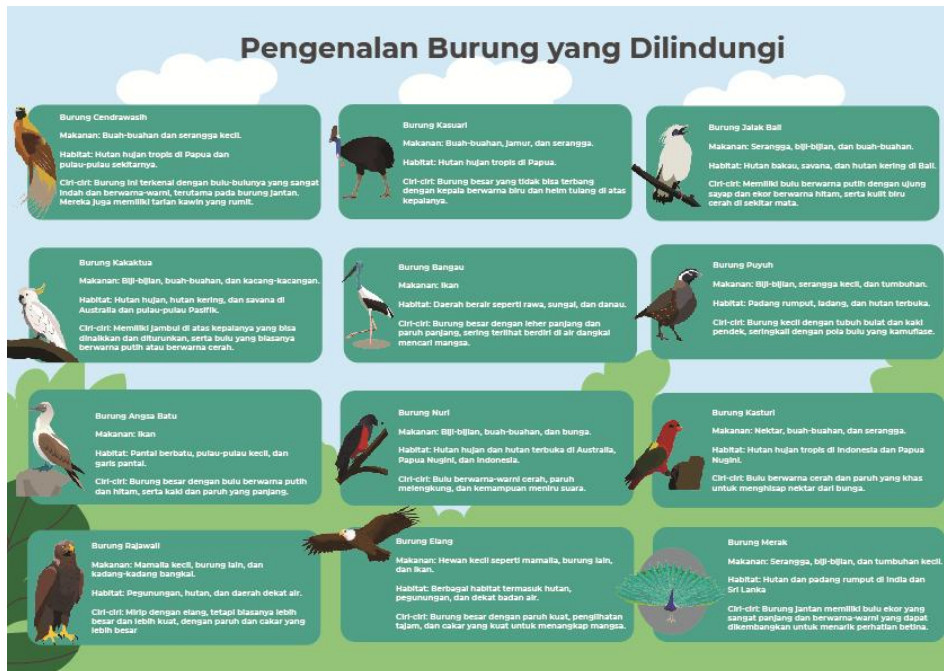 Pengenalan Burung yang Dilindungi
Burung Cendrawasih
Makanan: Buah-buahan dan serangga kecil.
Habitat: Hutan hujan tropis di Papua dan
pulau-pulau sekitarnya.
Ciri-ciri: Burung ini terkenal dengan bulu-bulunya yang sangat
indah dan berwarna-warni, terutama pada burung jantan.
Mereka juga memiliki tarian kawin yang rumit.
Burung Kasuari
Makanan: Buah-buahan, jamur, dan serangga.
Habitat: Hutan hujan tropis di Papua.
Ciri-ciri: Burung besar yang tidak bisa terbang
dengan kepala berwarna biru dan helm tulang di atas
kepalanya.
Burung Jalak Bali
Makanan: Serangga, biji-bijian, dan buah-buahan.
Habitat: Hutan bakau, savana, dan hutan kering di Bali.
Ciri-ciri: Memiliki bulu berwarna putih dengan ujung
sayap dan ekor berwarna hitam, serta kulit biru
cerah di sekitar mata.
Burung Kakaktua
Makanan: Biji-bijian, buah-buahan, dan kacang-kacangan.
Habitat: Hutan hujan, hutan kering, dan savana di
Australia dan pulau-pulau Pasifik.
Ciri-ciri: Memiliki jambul di atas kepalanya yang bisa
dinaikkan dan diturunkan, serta bulu yang biasanya
berwarna putih atau berwarna cerah.
Burung Bangau
Makanan: Ikan
Habitat: Daerah berair seperti rawa, sungai, dan danau.
Ciri-ciri: Burung besar dengan leher panjang dan
paruh panjang, sering terlihat berdiri di air dangkal
mencari mangsa.
Burung Puyuh
Makanan: Biji-bijian, serangga kecil, dan tumbuhan.
Habitat: Padang rumput, ladang, dan hutan terbuka.
Ciri-ciri: Burung kecil dengan tubuh bulat dan kaki
pendek, seringkali dengan pola bulu yang kamuflase.
Burung Angsa Batu
Makanan: Ikan
Habitat: Pantai berbatu, pulau-pulau kecil, dan
garis pantai.
Ciri-ciri: Burung besar dengan bulu berwarna putih
dan hitam, serta kaki dan paruh yang panjang.
Burung Nuri
Makanan: Biji-bijian, buah-buahan, dan bunga.
Habitat: Hutan hujan dan hutan terbuka di Australia,
Papua Nugini, dan Indonesia.
Ciri-ciri: Bulu berwarna-warni cerah, paruh
melengkung, dan kemampuan meniru suara.
Burung Kasturi
Makanan: Nektar, buah-buahan, dan serangga.
Habitat: Hutan hujan tropis di Indonesia dan Papua
Nugini.
Ciri-ciri: Bulu berwarna cerah dan paruh yang khas
untuk menghisap nektar dari bunga.
Burung Rajawali
Makanan: Mamalia kecil, burung lain, dan
kadang-kadang bangkai.
Habitat: Pegunungan, hutan, dan daerah dekat air.
Ciri-ciri: Mirip dengan elang, tetapi biasanya lebih
besar dan lebih kuat, dengan paruh dan cakar yang
lebih besar
Burung Elang
Makanan: Hewan kecil seperti mamalia, burung lain,
dan ikan.
Habitat: Berbagai habitat termasuk hutan,
pegunungan, dan dekat badan air.
Ciri-ciri: Burung besar dengan paruh kuat, penglihatan
tajam, dan cakar yang kuat untuk menangkap mangsa.
Burung Merak
Makanan: Serangga, biji-bijian, dan tumbuhan kecil.
Habitat: Hutan dan padang rumput di India dan
Sri Lanka
Ciri-ciri: Burung jantan memiliki bulu ekor yang
sangat panjang dan berwarna-warni yang dapat
dikembangkan untuk menarik perhatian betina.